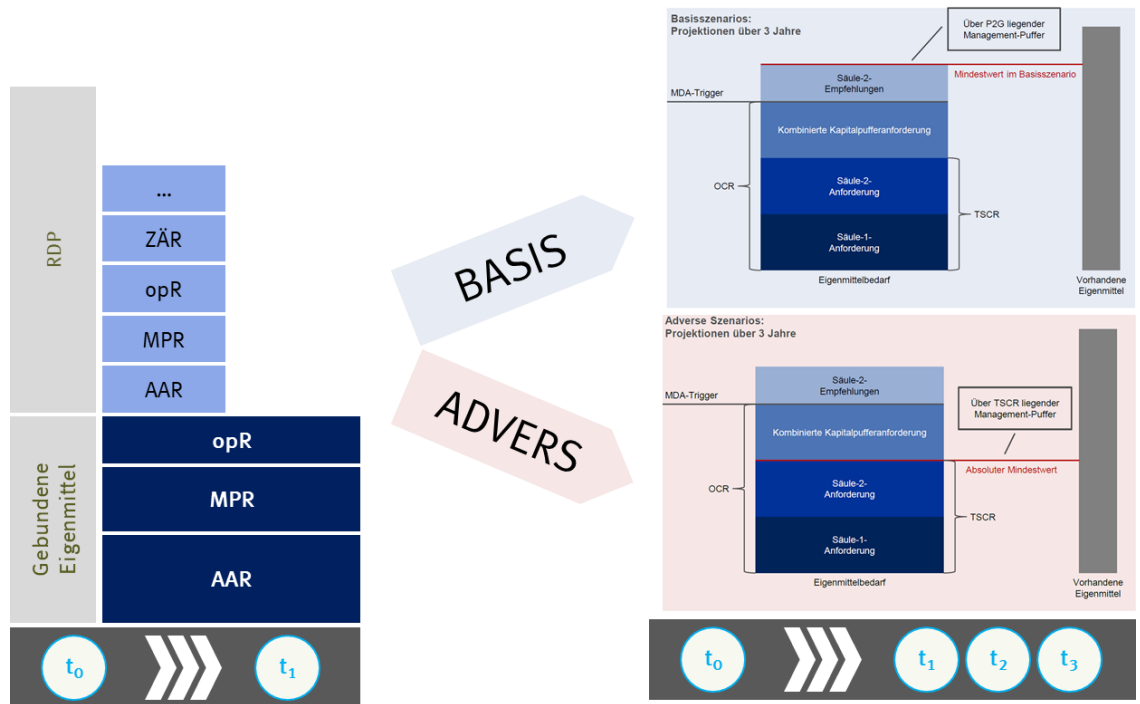 RDP
...
ZÄR
opR
MPR
AAR
Gebundene
Eigenmittel
opR
MPR
AAR
t0
t1
BASIS
ADVERS
Basisszenarios:
Projektionen über 3 Jahre
Über P2G liegender
Management-Puffer
Mindestwert im Basisszenario
MDA-Trigger
Säule-2-
Empfehlungen
Kombinierte Kapitalpufferanforderung
OCR
Säule-2-
Anforderung
TSCR
Säule-1-
Anforderung
Eigenmittelbedarf
Vorhandene
Eigenmittel
Adverse Szenarios:
Projektionen über 3 Jahre
Säule-2-
Empfehlungen
MDA-Trigger
Über TSCR liegender
Management-Puffer
Kombinierte Kapitalpufferanforderung
Absoluter Mindestwert
OCR
Säule-2-
Anforderung
TSCR
Säule-1-
Anforderung
Eigenmittelbedarf
Vorhandene
Eigenmittel
t0
t1
t2
t3